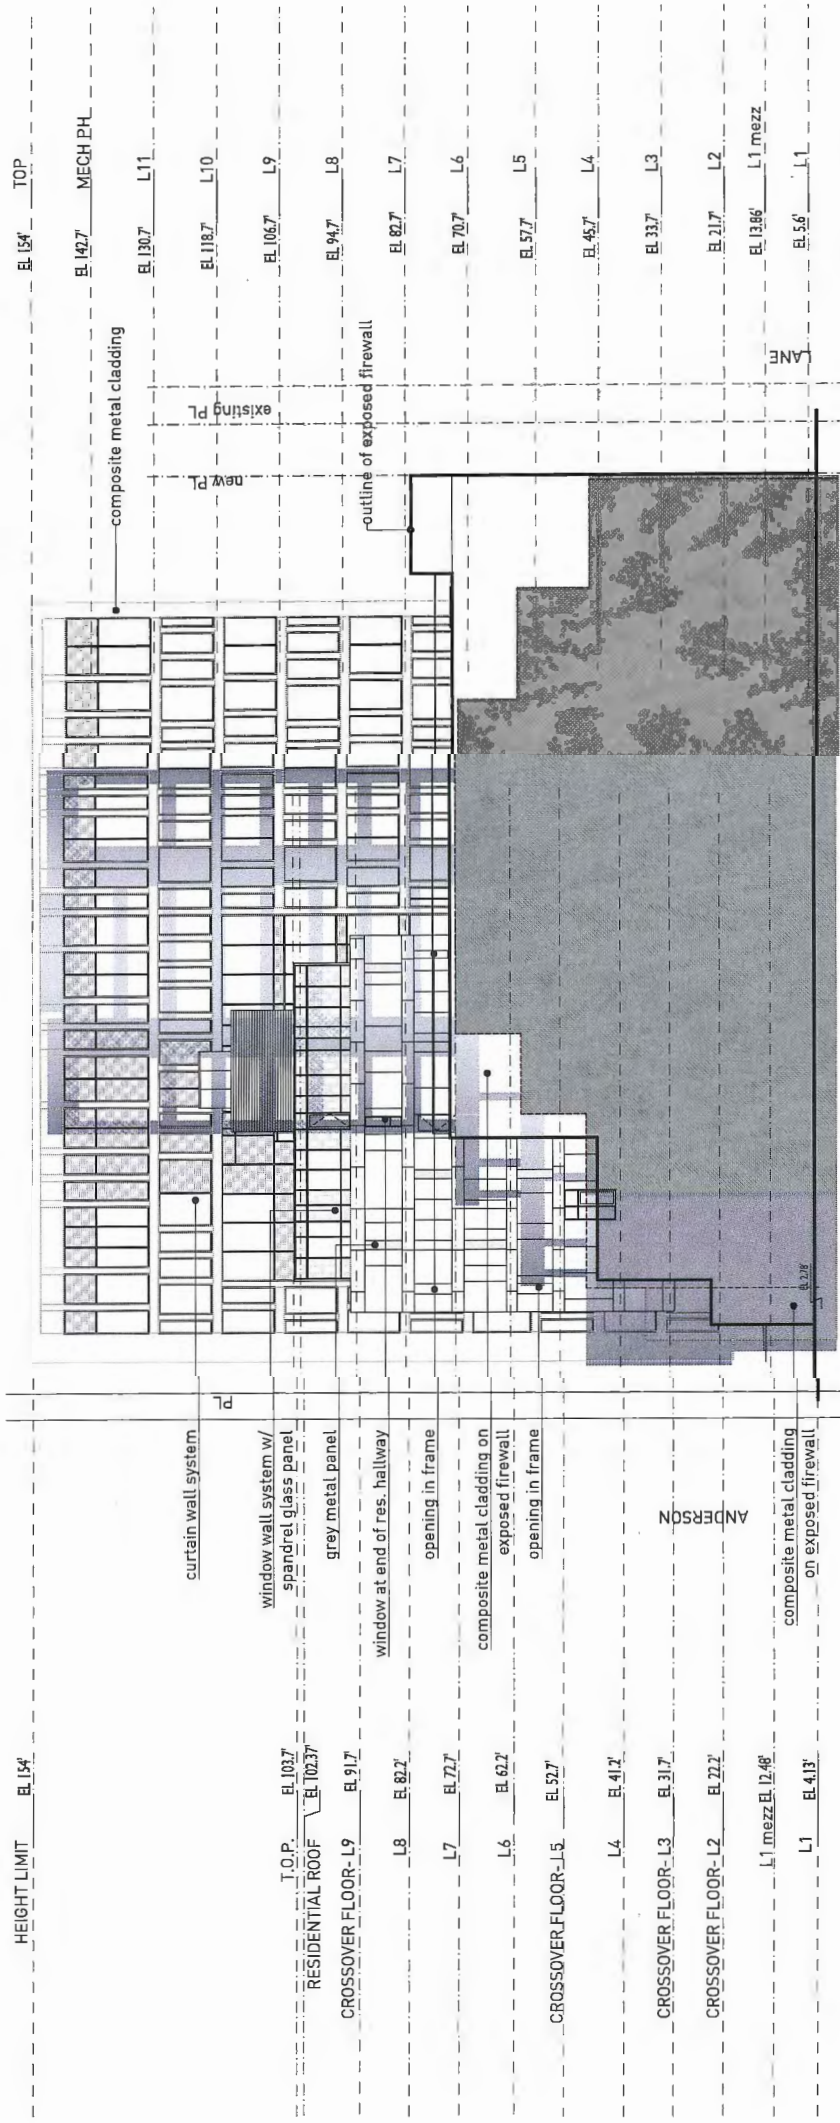 HEIGHT LIMIT EL 154'
T.O.P. EL 103.7'
RESIDENTIAL ROOF EL 102.37'
CROSSOVER FLOOR- L9 EL 91.7'
L8 EL 82.2'
L7 EL 72.7'
L6 EL 62.2'
CROSSOVER FLOOR- L5 EL 52.7'
L4 EL 41.2'
CROSSOVER FLOOR- L3 EL 31.7'
CROSSOVER FLOOR- L2 EL 22.2'
L1 mezz EL 12.48'
L1 EL 4.13'
curtain wall system
window wall system w/
spandrel glass panel
grey metal panel
window at end of res. hallway
opening in frame
composite metal cladding on
exposed firewall
opening in frame
composite metal cladding
on exposed firewall
ANDERSON
PL
EL 2.78'
composite metal cladding
outline of exposed firewall
new PL
existing PL
LANE
EL 154' TOP
EL 142.7' MECH PH
EL 130.7' L11
EL 118.7' L10
EL 106.7' L9
EL 94.7' L8
EL 82.7' L7
EL 70.7' L6
EL 57.7' L5
EL 45.7' L4
EL 33.7' L3
EL 21.7' L2
EL 13.86' L1 mezz
EL 5.6' L1